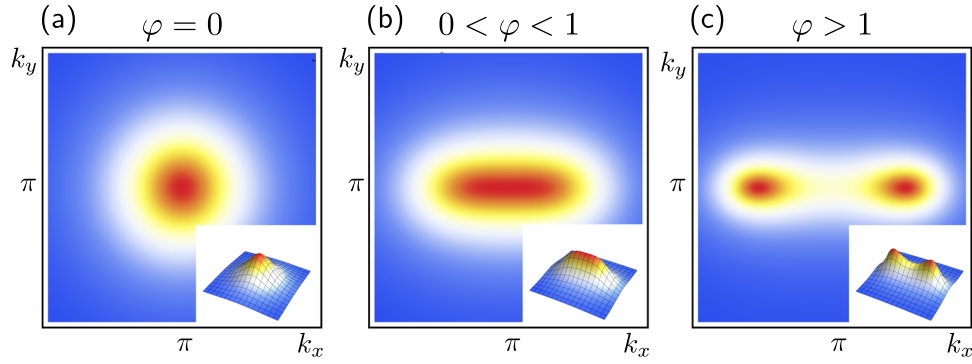 (a) φ = 0
(b) 0 < φ < 1
(c) φ > 1
k_y
π
π
k_x
k_y
π
π
k_x
k_y
π
π
k_x